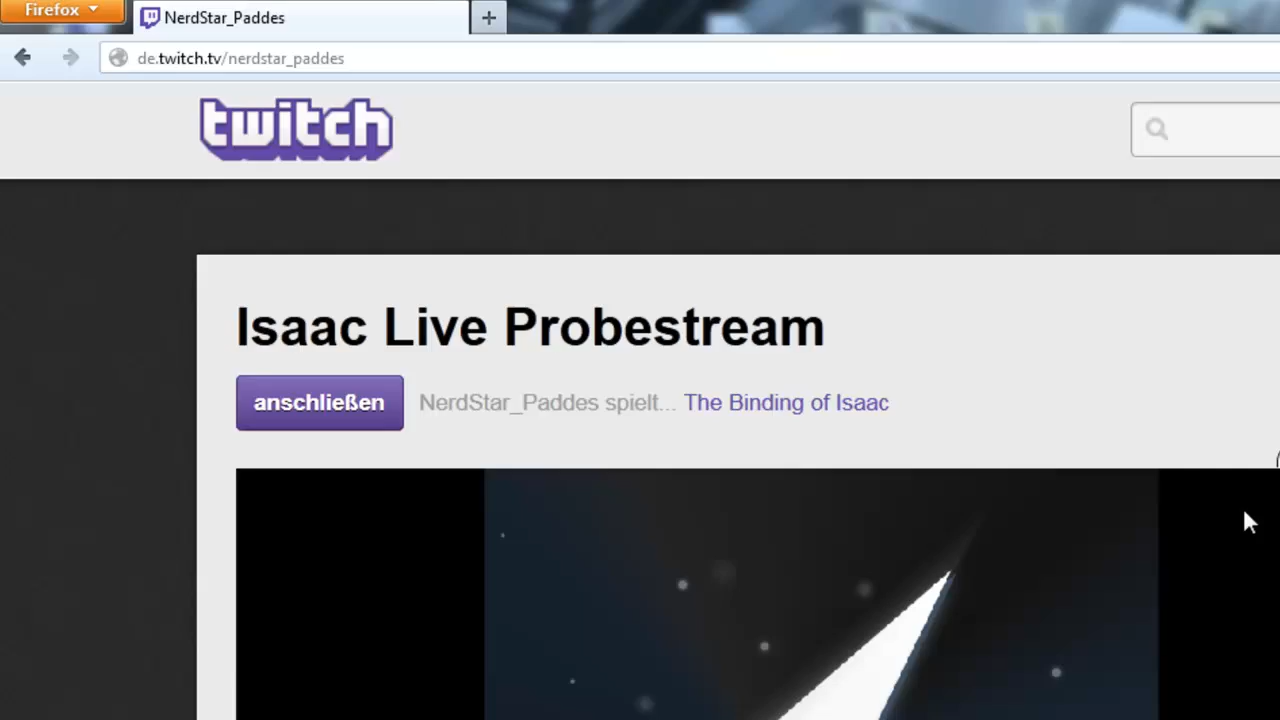 Firefox
NerdStar_Paddes
de.twitch.tv/nerdstar_paddes
twitch
Isaac Live Probestream
anschließen
NerdStar_Paddes spielt... The Binding of Isaac